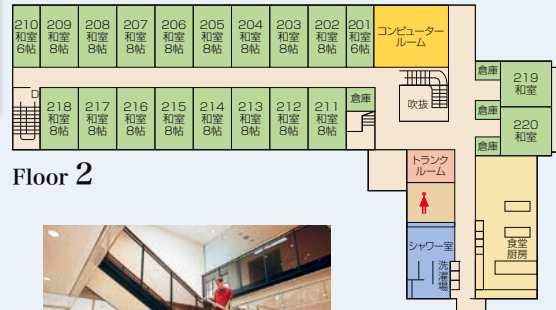 210
和室
6帖
209
和室
8帖
208
和室
8帖
207
和室
8帖
206
和室
8帖
205
和室
8帖
204
和室
8帖
203
和室
8帖
202
和室
8帖
201
和室
6帖
コンピューター
ルーム
倉庫
219
和室
D
218
和室
8帖
217
和室
8帖
216
和室
8帖
215
和室
8帖
214
和室
8帖
213
和室
8帖
212
和室
8帖
211
和室
8帖
倉庫
吹抜
倉庫
220
和室
倉庫
Floor 2
トランク
ルーム
シャワー室
洗濯場
食堂
厨房